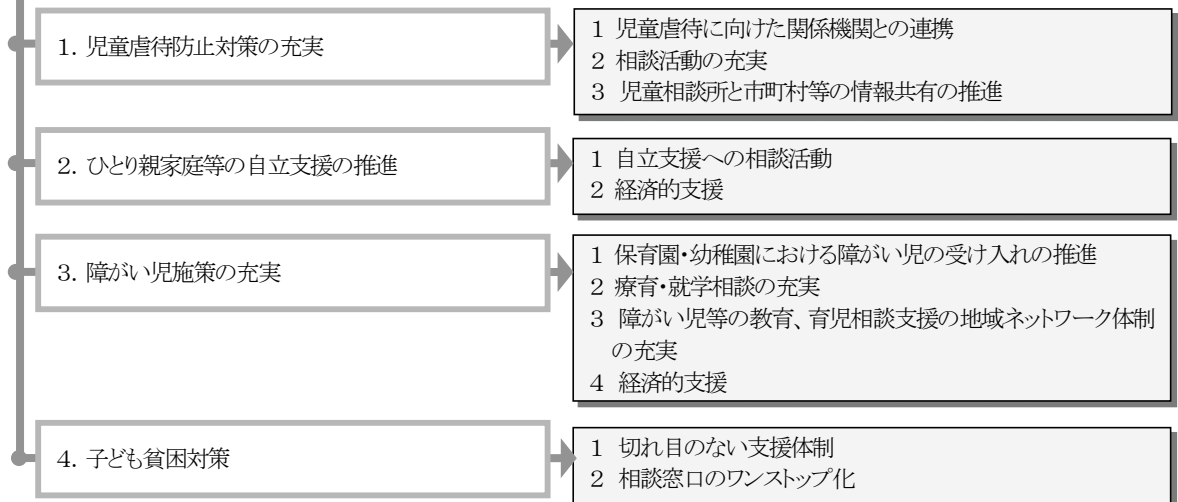 1. 児童虐待防止対策の充実
1 児童虐待に向けた関係機関との連携
2 相談活動の充実
3 児童相談所と市町村等の情報共有の推進
2. ひとり親家庭等の自立支援の推進
1 自立支援への相談活動
2 経済的支援
3. 障がい児施策の充実
1 保育園・幼稚園における障がい児の受け入れの推進
2 療育・就学相談の充実
3 障がい児等の教育、育児相談支援の地域ネットワーク体制
の充実
4 経済的支援
4. 子ども貧困対策
1 切れ目のない支援体制
2 相談窓口のワンストップ化